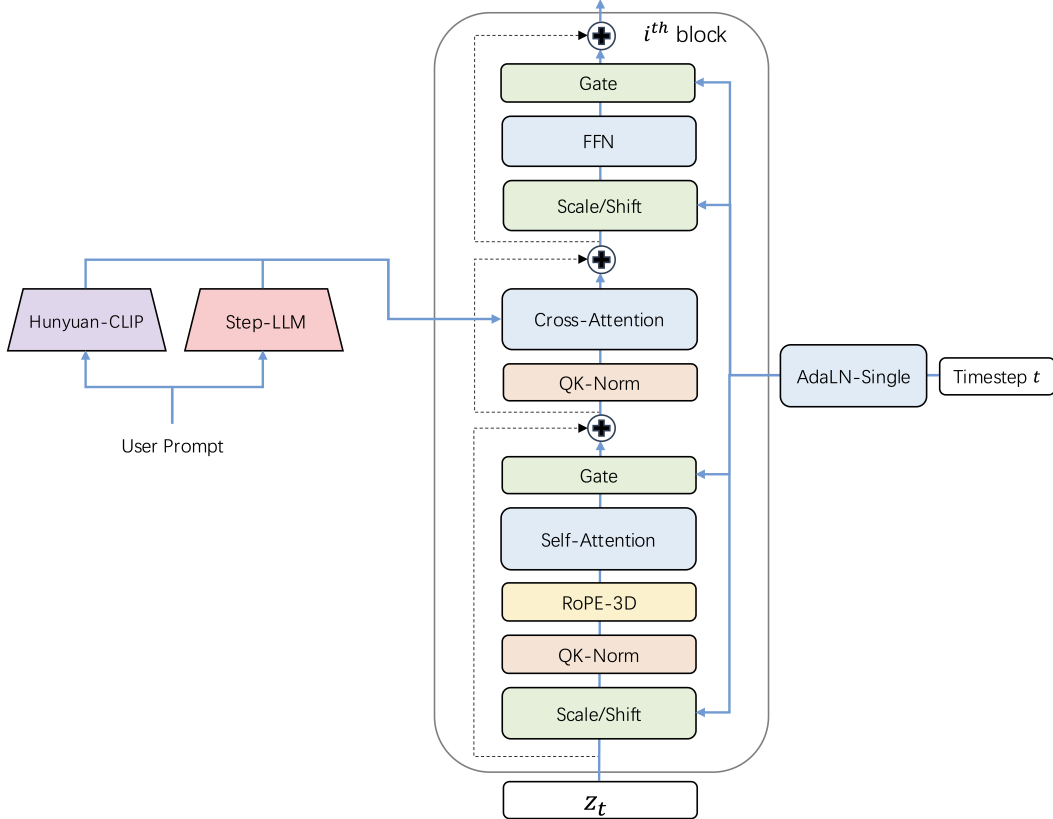 i^{th} block
Gate
FFN
Scale/Shift
Hunyuan-CLIP
Step-LLM
Cross-Attention
QK-Norm
AdaLN-Single
Timestep t
User Prompt
Gate
Self-Attention
RoPE-3D
QK-Norm
Scale/Shift
z_t